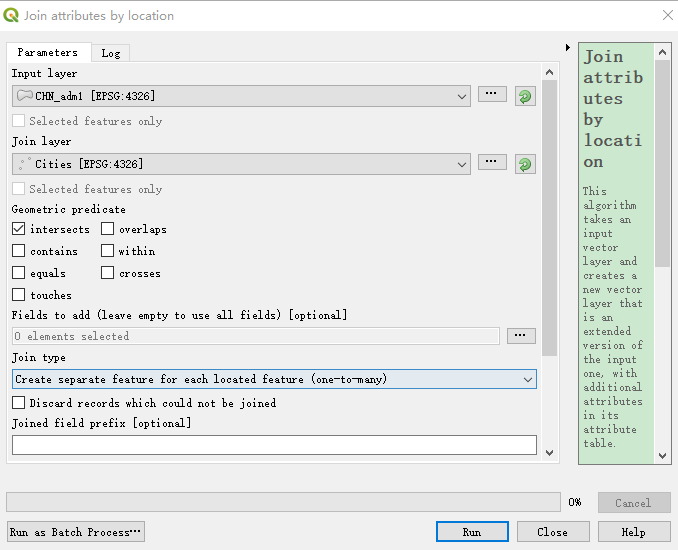 Join attributes by location
Parameters
Log
Input layer
CHN_adm1 [EPSG:4326]
...
Selected features only
Join layer
Cities [EPSG:4326]
...
Selected features only
Geometric predicate
intersects overlaps
contains within
equals crosses
touches
Fields to add (leave empty to use all fields) [optional]
0 elements selected
...
Join type
Create separate feature for each located feature (one-to-many)
Discard records which could not be joined
Joined field prefix [optional]
Join
attrib
utes
by
locati
on
This
algorithm
takes an
input
vector
layer and
creates a
new vector
layer that
is an
extended
version of
the input
one, with
additional
attributes
in its
attribute
table.
0%
Cancel
Run as Batch Process...
Run
Close
Help